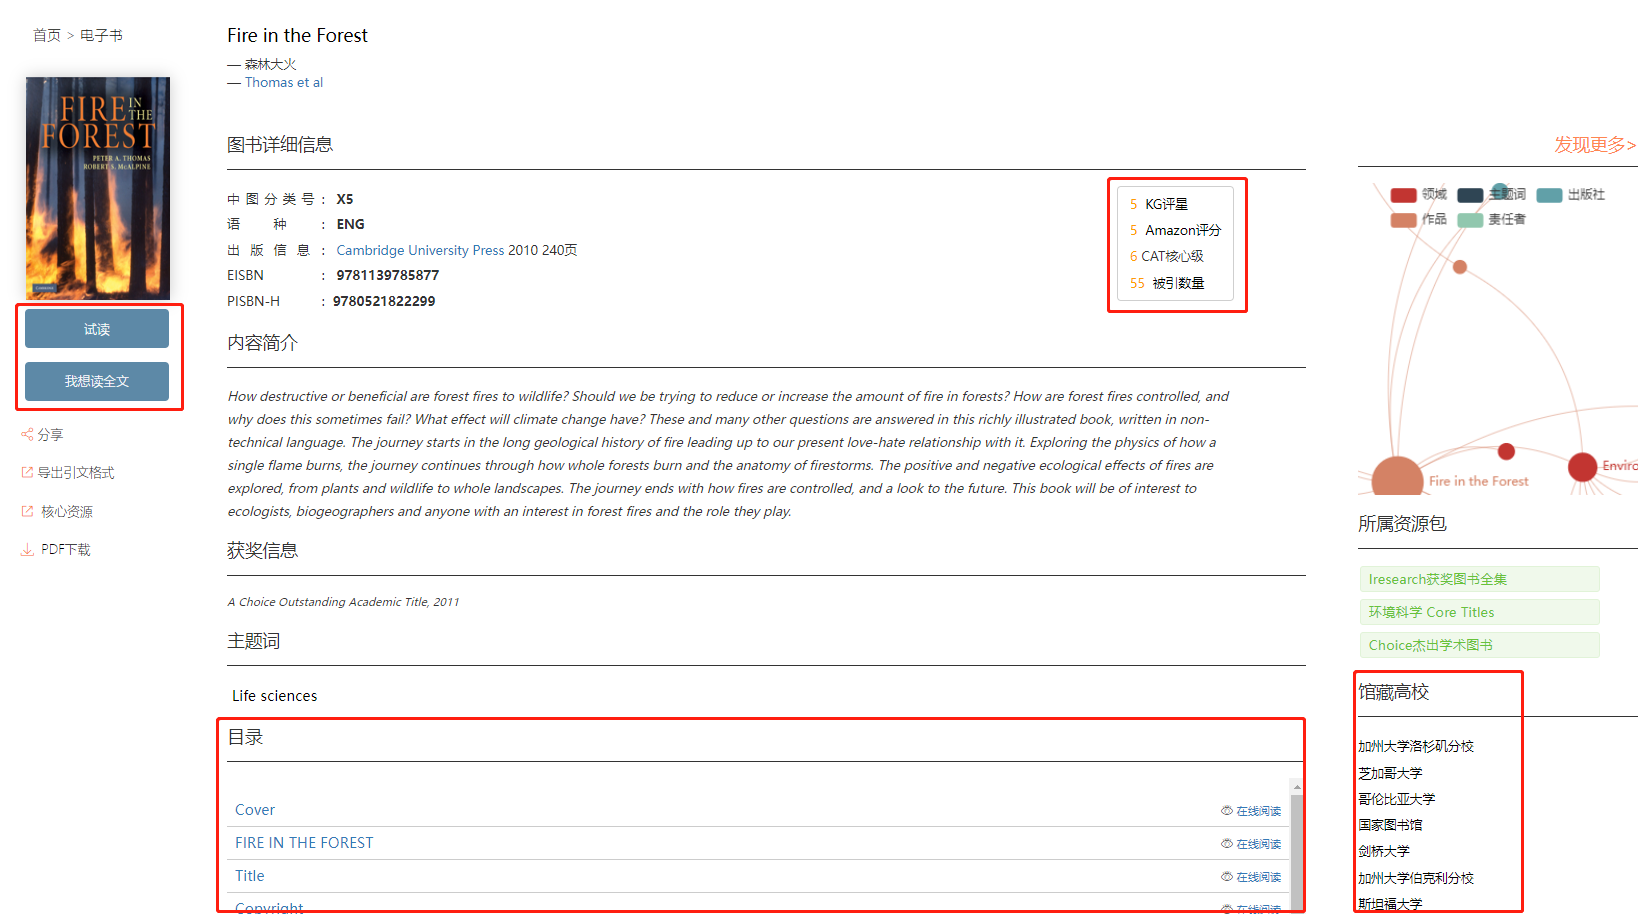 首页 > 电子书
FIRE IN THE FOREST
PETER A. THOMAS
ROBERT S. McALPINE
试读
我想读全文
分享
导出引文格式
核心资源
PDF下载
Fire in the Forest
— 森林大火
— Thomas et al
图书详细信息
中图分类号： X5
语 种 ： ENG
出版信息： Cambridge University Press 2010 240页
EISBN ： 9781139785877
PISBN-H ： 9780521822299
5 KG评星
5 Amazon评分
6 CAT核心级
55 被引数量
内容简介
How destructive or beneficial are forest fires to wildlife? Should we be trying to reduce or increase the amount of fire in forests? How are forest fires controlled, and
why does this sometimes fail? What effect will climate change have? These and many other questions are answered in this richly illustrated book, written in non-
technical language. The journey starts in the long geological history of fire leading up to our present love-hate relationship with it. Exploring the physics of how a
single flame burns, the journey continues through how whole forests burn and the anatomy of firestorms. The positive and negative ecological effects of fires are
explored, from plants and wildlife to whole landscapes. The journey ends with how fires are controlled, and a look to the future. This book will be of interest to
ecologists, biogeographers and anyone with an interest in forest fires and the role they play.
获奖信息
A Choice Outstanding Academic Title, 2011
主题词
Life sciences
目录
Cover 在线阅读
FIRE IN THE FOREST 在线阅读
Title 在线阅读
Copyright 在线阅读
发现更多>
领域 主题词 出版社
作品 责任者
Fire in the Forest
Enviro
所属资源包
Iresearch获奖图书全集
环境科学 Core Titles
Choice杰出学术图书
馆藏高校
加州大学洛杉矶分校
芝加哥大学
哥伦比亚大学
国家图书馆
剑桥大学
加州大学伯克利分校
斯坦福大学